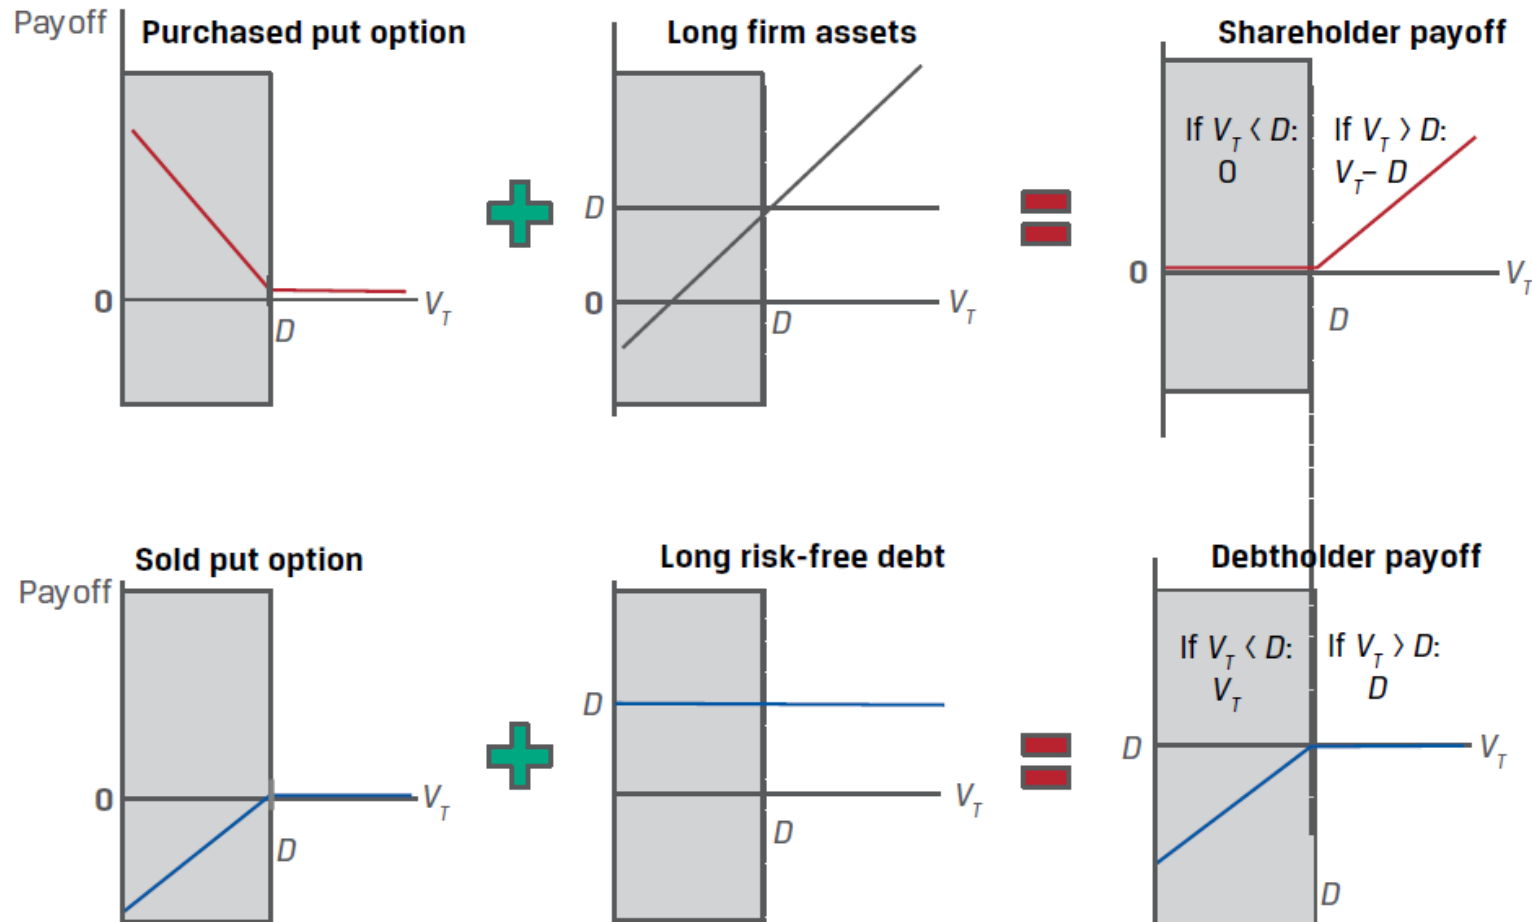 Payoff
Purchased put option
Long firm assets
Shareholder payoff
If V_T < D:
0
If V_T > D:
V_T – D
D
0
V_T
D
0
V_T
D
0
V_T
D
Sold put option
Long risk-free debt
Debtholder payoff
Payoff
If V_T < D:
V_T
If V_T > D:
D
D
D
V_T
0
V_T
V_T
D
D
D